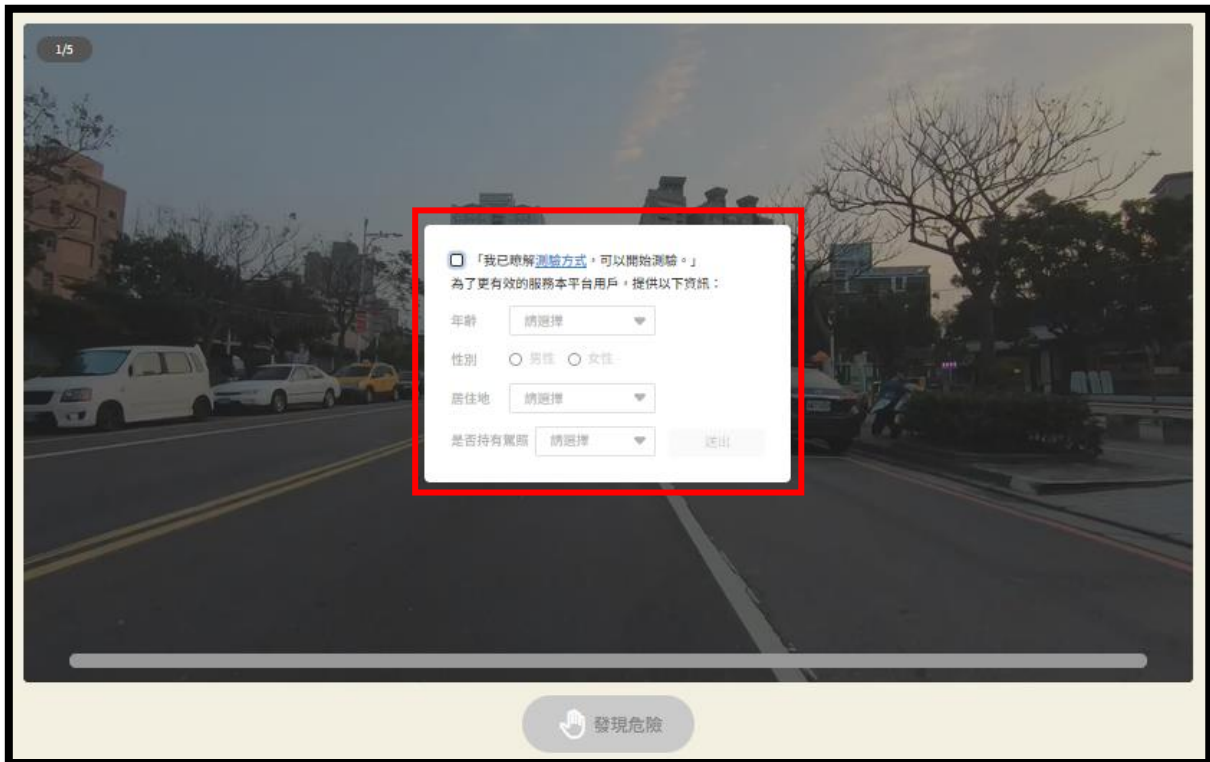 1/5
「我已瞭解測驗方式，可以開始測驗。」
為了更有效的服務本平台用戶，提供以下資訊：
年齡 請選擇
性別 男性 女性
居住地 請選擇
是否持有駕照 請選擇 送出
發現危險